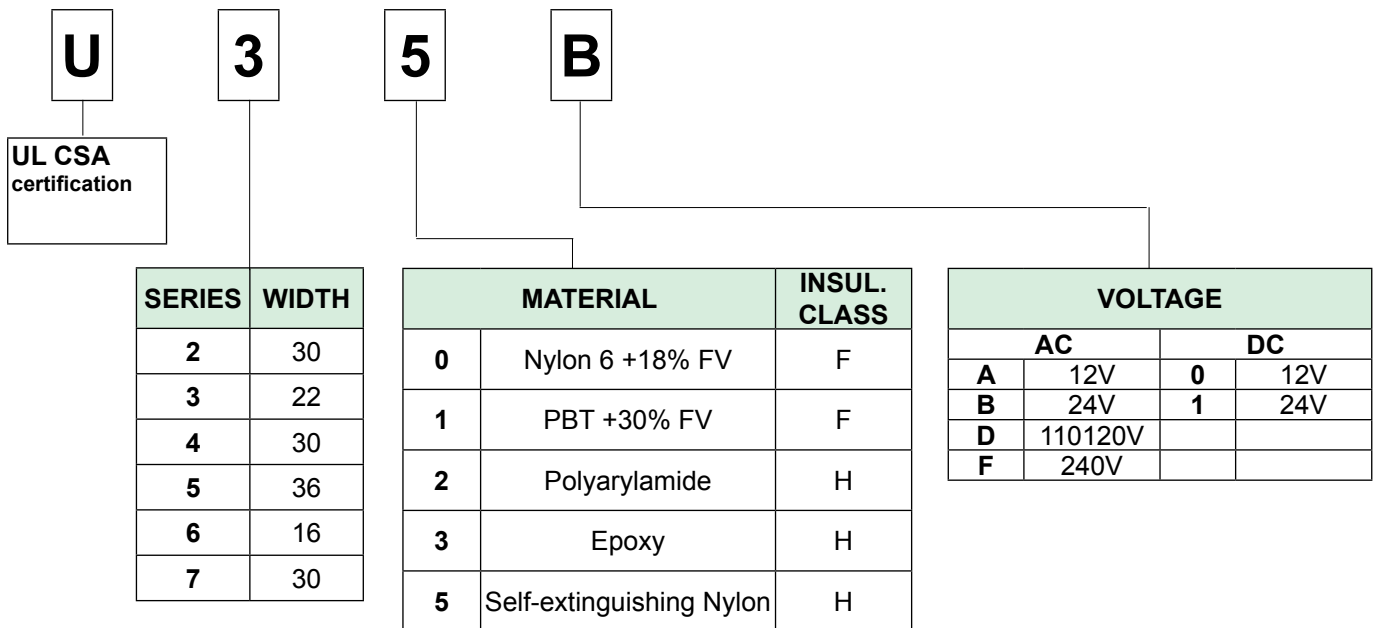 U 3 5 B
UL CSA
certification
SERIES WIDTH
2 30
3 22
4 30
5 36
6 16
7 30
MATERIAL INSUL. CLASS
0 Nylon 6 +18% FV F
1 PBT +30% FV F
2 Polyarylamide H
3 Epoxy H
5 Self-extinguishing Nylon H
VOLTAGE
AC DC
A 12V 0 12V
B 24V 1 24V
D 110120V
F 240V